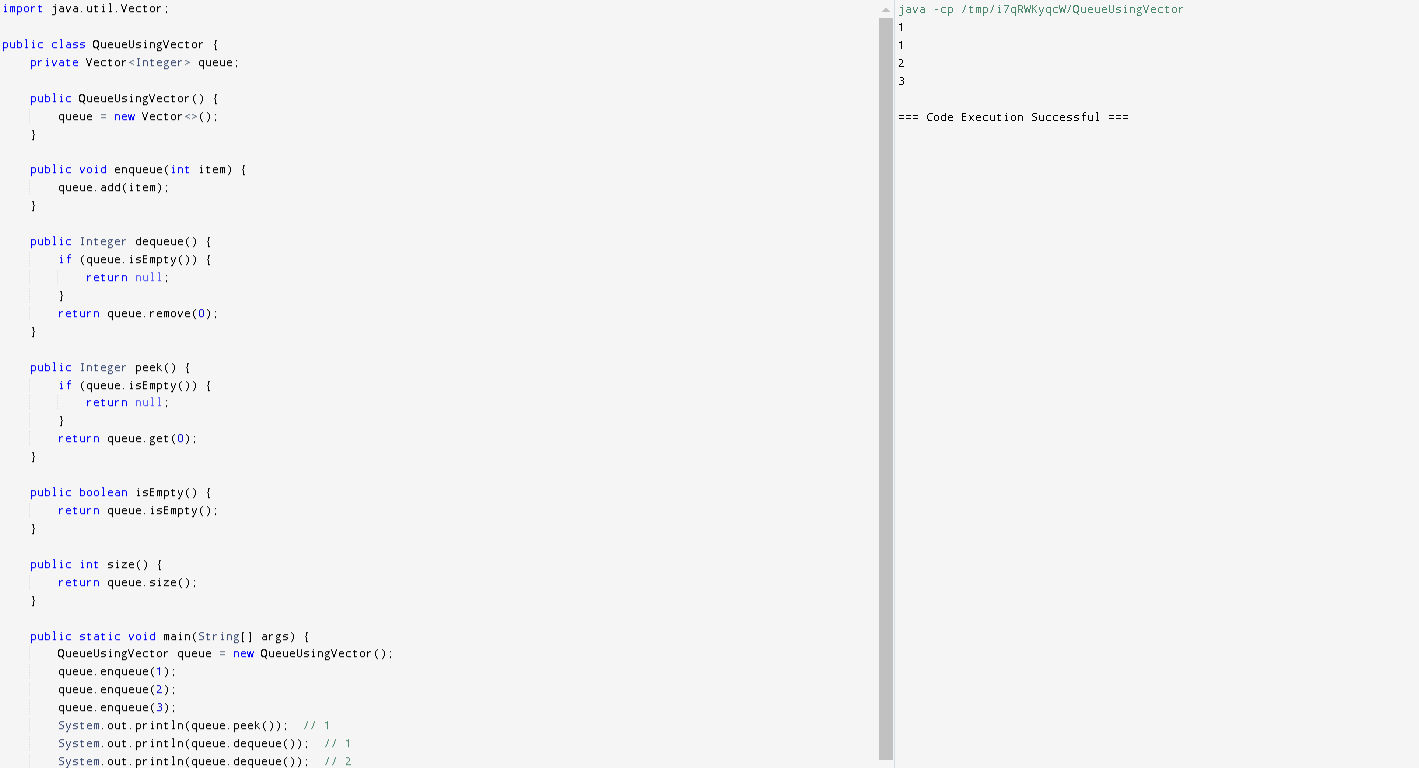 import java.util.Vector;
public class QueueUsingVector {
    private Vector<Integer> queue;
    public QueueUsingVector() {
        queue = new Vector<>();
    }
    public void enqueue(int item) {
        queue.add(item);
    }
    public Integer dequeue() {
        if (queue.isEmpty()) {
            return null;
        }
        return queue.remove(0);
    }
    public Integer peek() {
        if (queue.isEmpty()) {
            return null;
        }
        return queue.get(0);
    }
    public boolean isEmpty() {
        return queue.isEmpty();
    }
    public int size() {
        return queue.size();
    }
    public static void main(String[] args) {
        QueueUsingVector queue = new QueueUsingVector();
        queue.enqueue(1);
        queue.enqueue(2);
        queue.enqueue(3);
        System.out.println(queue.peek());  // 1
        System.out.println(queue.dequeue());  // 1
        System.out.println(queue.dequeue());  // 2
java -cp /tmp/i7qRWKyqcW/QueueUsingVector
1
1
2
3
=== Code Execution Successful ===